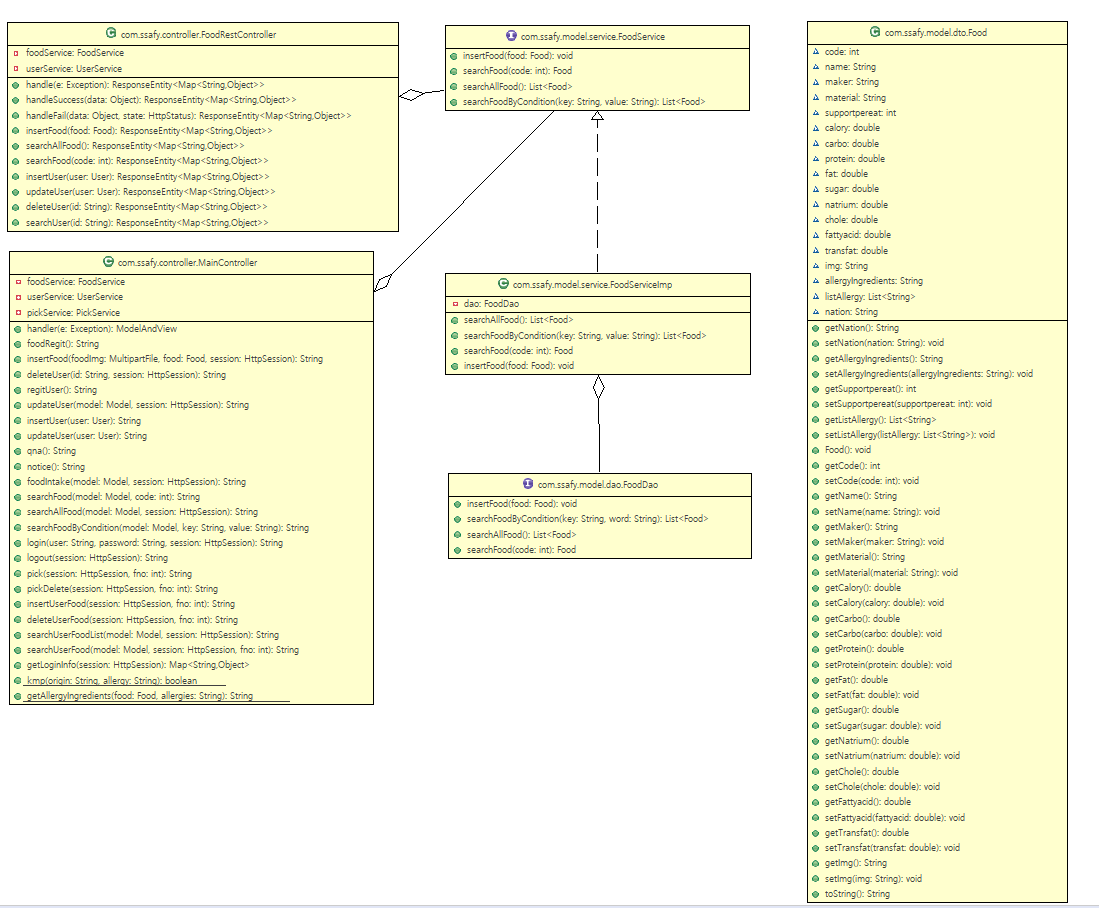 com.ssafy.controller.FoodRestController
foodService: FoodService
userService: UserService
handle(e: Exception): ResponseEntity<Map<String,Object>>
handleSuccess(data: Object): ResponseEntity<Map<String,Object>>
handleFail(data: Object, state: HttpStatus): ResponseEntity<Map<String,Object>>
insertFood(food: Food): ResponseEntity<Map<String,Object>>
searchAllFood(): ResponseEntity<Map<String,Object>>
searchFood(code: int): ResponseEntity<Map<String,Object>>
insertUser(user: User): ResponseEntity<Map<String,Object>>
updateUser(user: User): ResponseEntity<Map<String,Object>>
deleteUser(id: String): ResponseEntity<Map<String,Object>>
searchUser(id: String): ResponseEntity<Map<String,Object>>
com.ssafy.controller.MainController
foodService: FoodService
userService: UserService
pickService: PickService
handler(e: Exception): ModelAndView
foodRegit(): String
insertFood(foodImg: MultipartFile, food: Food, session: HttpSession): String
deleteUser(id: String, session: HttpSession): String
regitUser(): String
updateUser(model: Model, session: HttpSession): String
insertUser(user: User): String
updateUser(user: User): String
qna(): String
notice(): String
foodIntake(model: Model, session: HttpSession): String
searchFood(model: Model, code: int): String
searchAllFood(model: Model, session: HttpSession): String
searchFoodByCondition(model: Model, key: String, value: String): String
login(user: String, password: String, session: HttpSession): String
logout(session: HttpSession): String
pick(session: HttpSession, fno: int): String
pickDelete(session: HttpSession, fno: int): String
insertUserFood(session: HttpSession, fno: int): String
deleteUserFood(session: HttpSession, fno: int): String
searchUserFoodList(model: Model, session: HttpSession): String
searchUserFood(model: Model, session: HttpSession, fno: int): String
getLoginInfo(session: HttpSession): Map<String,Object>
kmp(origin: String, allergy: String): boolean
getAllergyIngredients(food: Food, allergies: String): String
com.ssafy.model.service.FoodService
insertFood(food: Food): void
searchFood(code: int): Food
searchAllFood(): List<Food>
searchFoodByCondition(key: String, value: String): List<Food>
com.ssafy.model.service.FoodServiceImp
dao: FoodDao
searchAllFood(): List<Food>
searchFoodByCondition(key: String, value: String): List<Food>
searchFood(code: int): Food
insertFood(food: Food): void
com.ssafy.model.dao.FoodDao
insertFood(food: Food): void
searchFoodByCondition(key: String, word: String): List<Food>
searchAllFood(): List<Food>
searchFood(code: int): Food
com.ssafy.model.dto.Food
code: int
name: String
maker: String
material: String
supportpereat: int
calory: double
carbo: double
protein: double
fat: double
sugar: double
natrium: double
chole: double
fattyacid: double
transfat: double
img: String
allergyIngredients: String
listAllergy: List<String>
nation: String
getNation(): String
setNation(nation: String): void
getAllergyIngredients(): String
setAllergyIngredients(allergyIngredients: String): void
getSupportpereat(): int
setSupportpereat(supportpereat: int): void
getListAllergy(): List<String>
setListAllergy(listAllergy: List<String>): void
Food(): void
getCode(): int
setCode(code: int): void
getName(): String
setName(name: String): void
getMaker(): String
setMaker(maker: String): void
getMaterial(): String
setMaterial(material: String): void
getCalory(): double
setCalory(calory: double): void
getCarbo(): double
setCarbo(carbo: double): void
getProtein(): double
setProtein(protein: double): void
getFat(): double
setFat(fat: double): void
getSugar(): double
setSugar(sugar: double): void
getNatrium(): double
setNatrium(natrium: double): void
getChole(): double
setChole(chole: double): void
getFattyacid(): double
setFattyacid(fattyacid: double): void
getTransfat(): double
setTransfat(transfat: double): void
getImg(): String
setImg(img: String): void
toString(): String